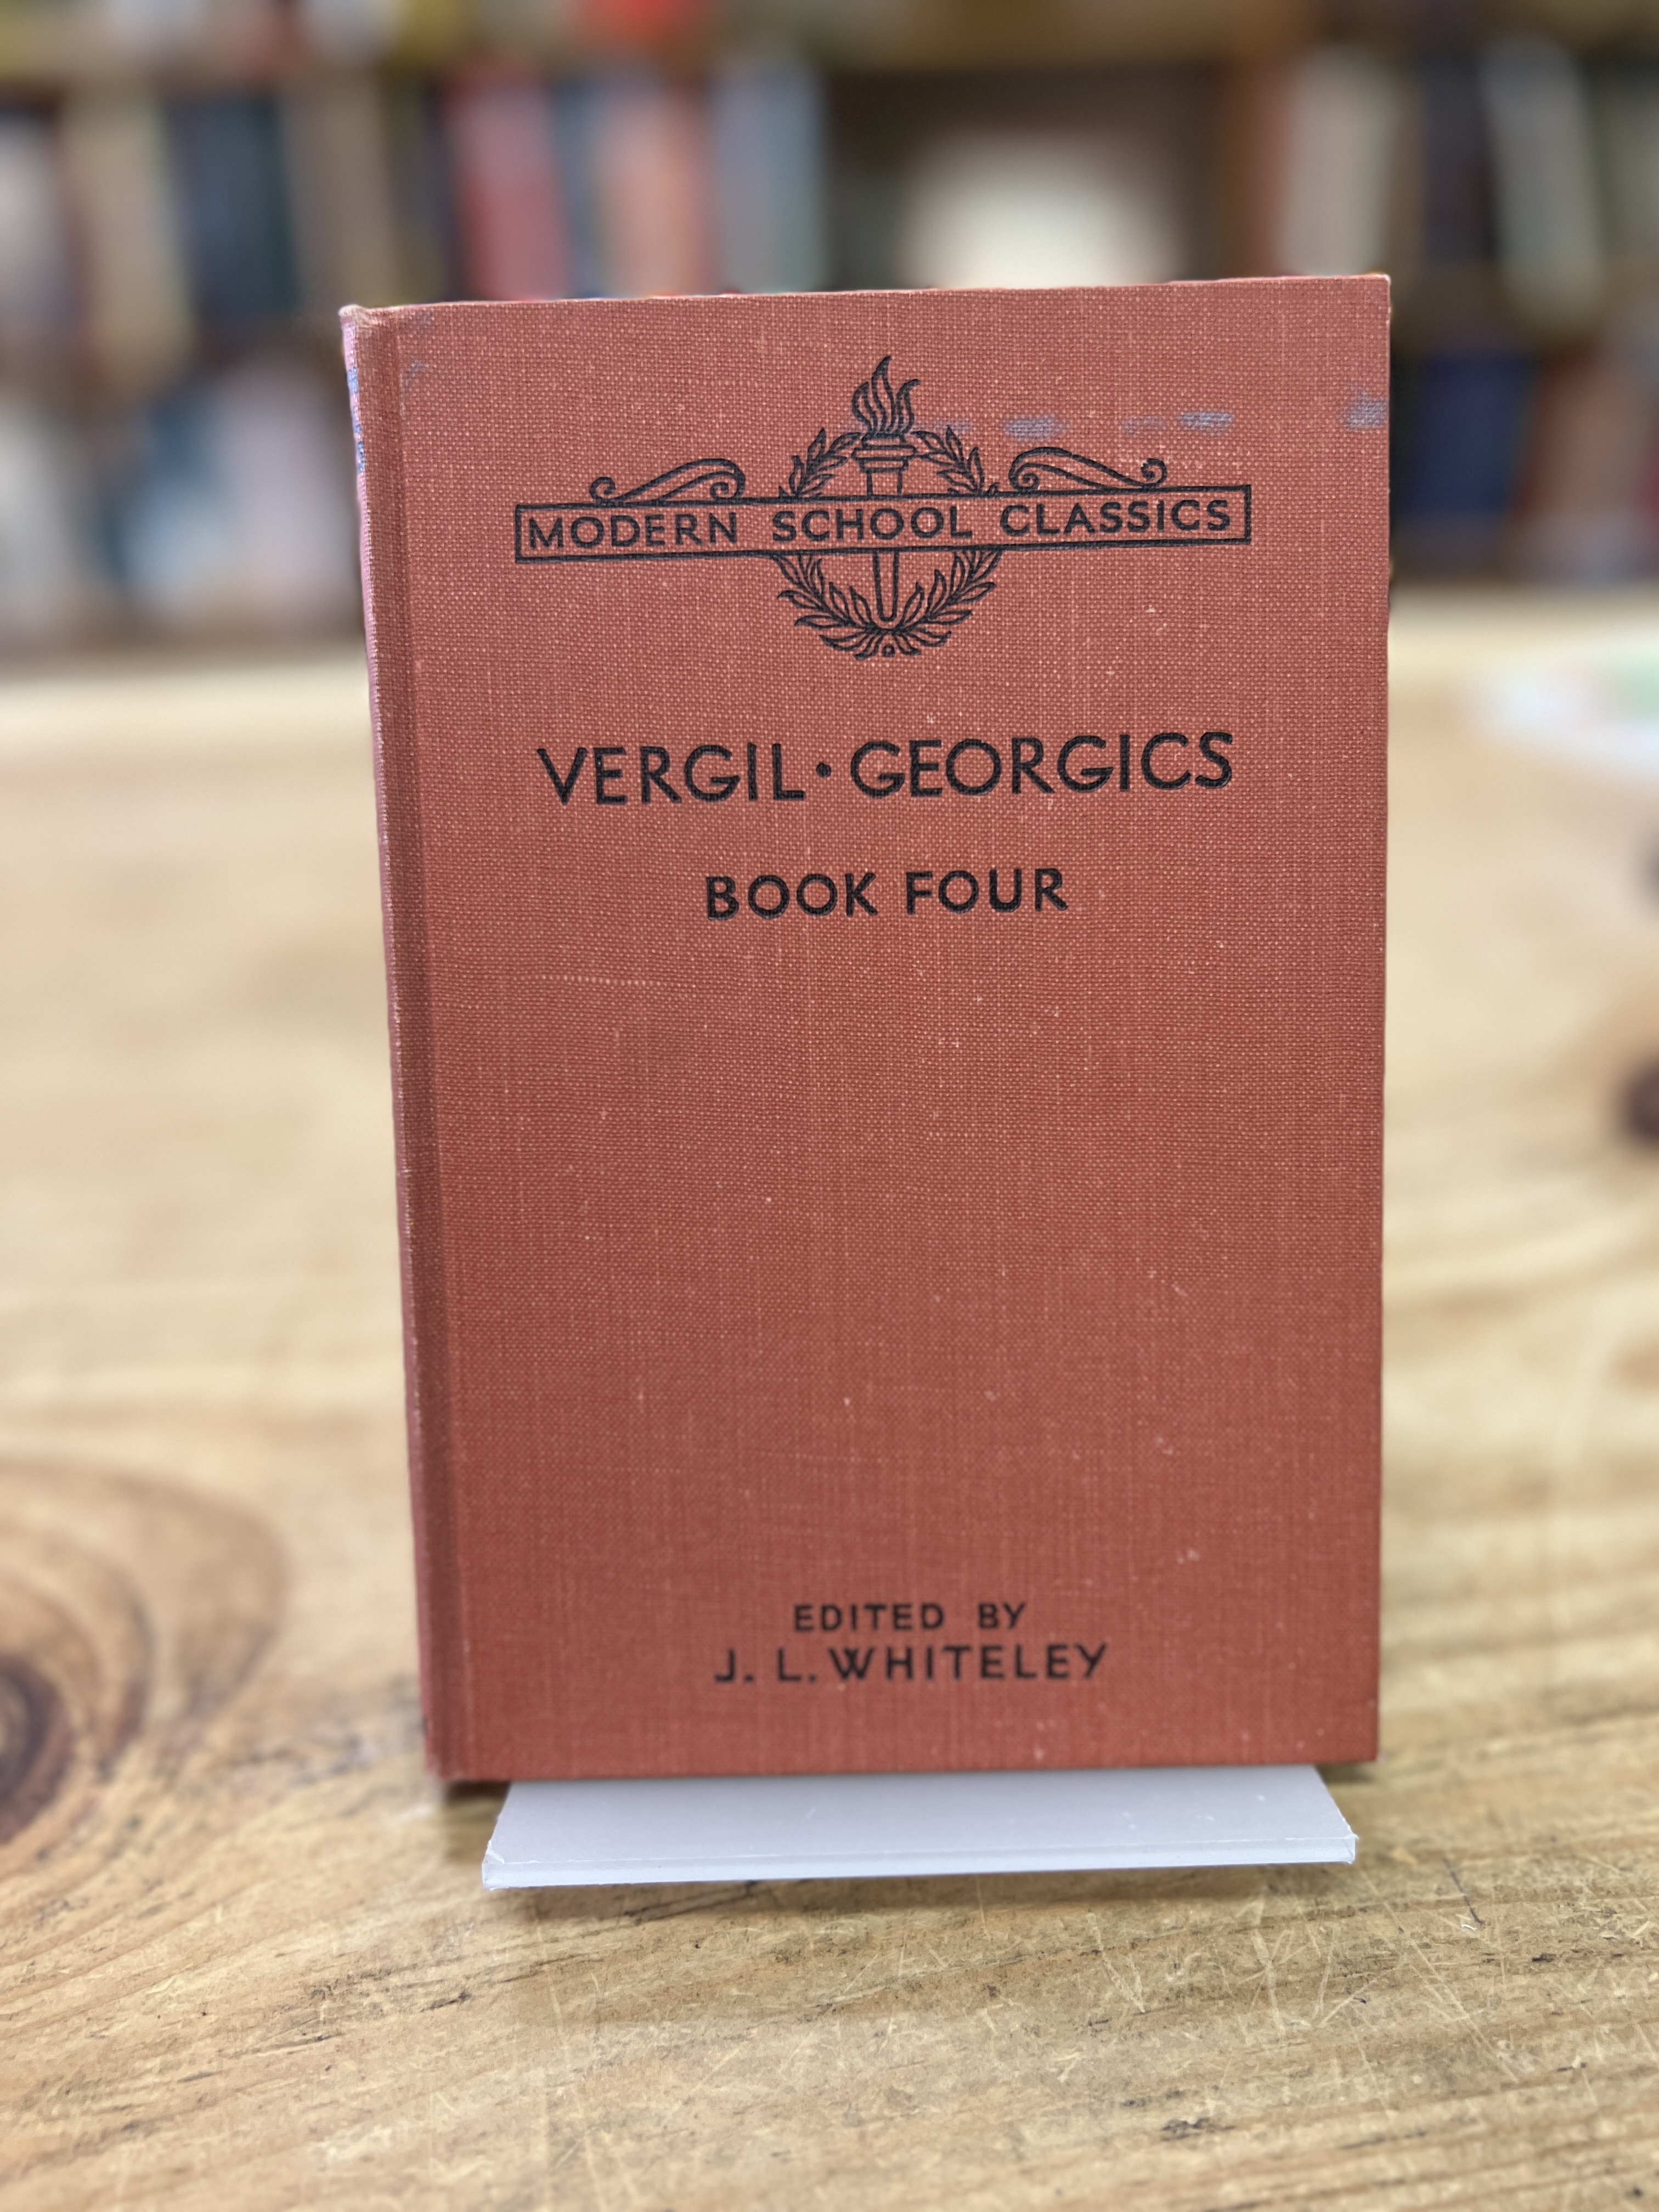 MODERN SCHOOL CLASSICS
VERGIL • GEORGICS
BOOK FOUR
EDITED BY
J. L. WHITELEY